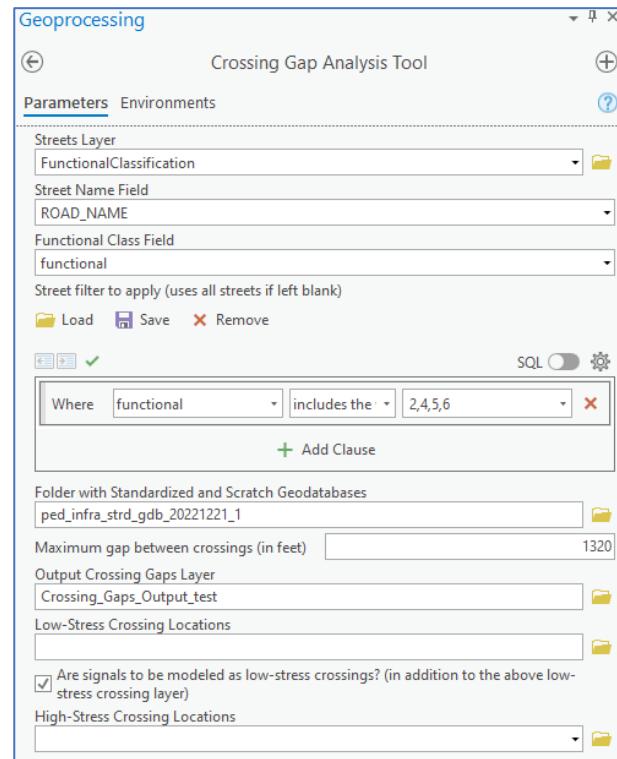 Geoprocessing
Crossing Gap Analysis Tool
Parameters Environments
Streets Layer
FunctionalClassification
Street Name Field
ROAD_NAME
Functional Class Field
functional
Street filter to apply (uses all streets if left blank)
Load Save Remove
SQL
Where functional includes the 2,4,5,6
Add Clause
Folder with Standardized and Scratch Geodatabases
ped_infra_strd_gdb_20221221_1
Maximum gap between crossings (in feet) 1320
Output Crossing Gaps Layer
Crossing_Gaps_Output_test
Low-Stress Crossing Locations
Are signals to be modeled as low-stress crossings? (in addition to the above low-
stress crossing layer)
High-Stress Crossing Locations